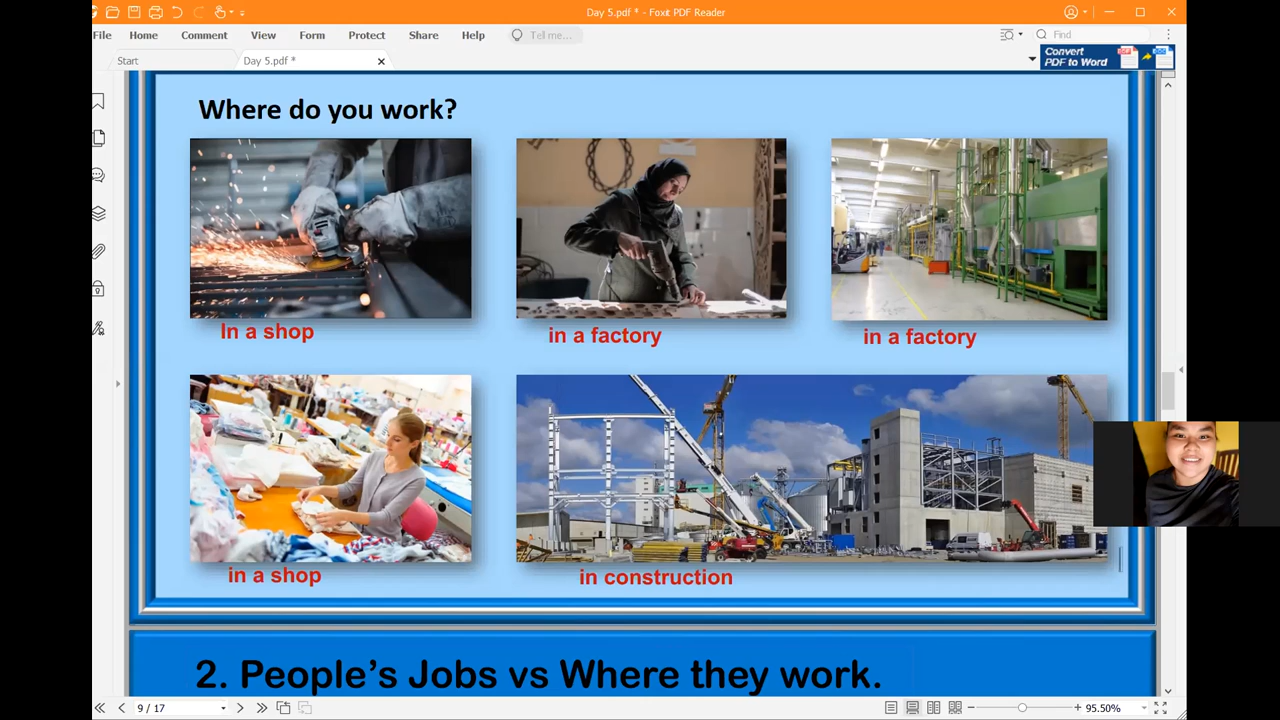 Day 5.pdf * - Foxit PDF Reader
File Home Comment View Form Protect Share Help Tell me... Find
Start Day 5.pdf * Convert
PDF to Word
Where do you work?
In a shop in a factory in a factory
in a shop in construction
2. People's Jobs vs Where they work.
9 / 17 95.50%